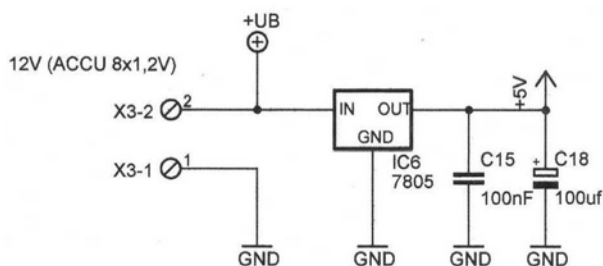 +UB
12V (ACCU 8x1,2V)
X3-2
2
IN
OUT
GND
IC6
7805
+5V
C15
100nF
+
C18
100uf
X3-1
1
GND
GND
GND
GND